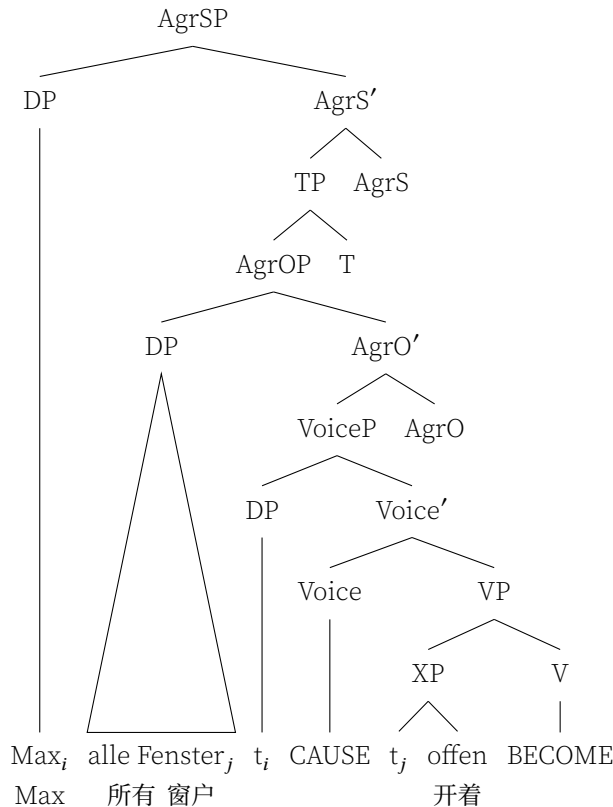 AgrSP
DP AgrS′
TP AgrS
AgrOP T
DP AgrO′
VoiceP AgrO
DP Voice′
Voice VP
XP V
Maxᵢ alle Fensterⱼ tᵢ CAUSE tⱼ offen BECOME
Max 所有 窗户 开着